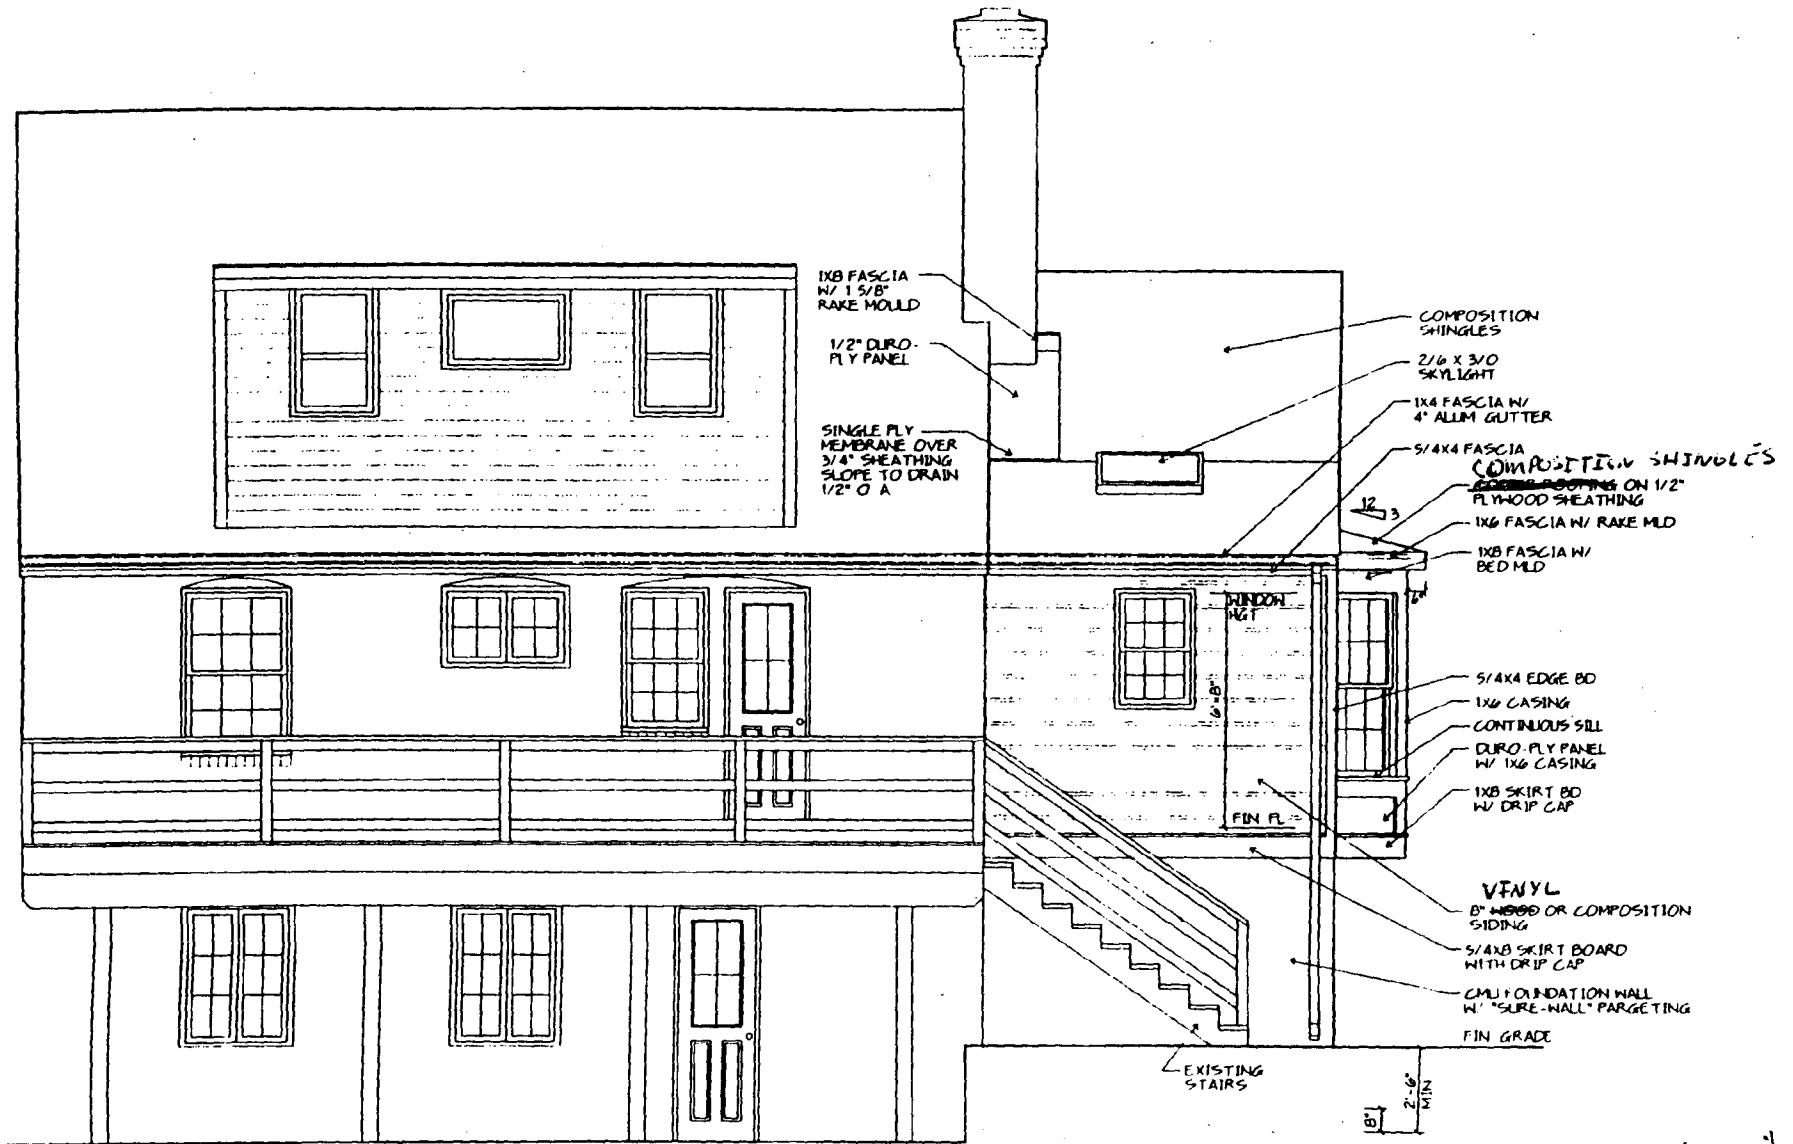 1X8 FASCIA
W/ 1 5/8"
RAKE MOULD
1/2" DURO-
PLY PANEL
SINGLE PLY
MEMBRANE OVER
3/4" SHEATHING
SLOPE TO DRAIN
1/2" O A
COMPOSITION
SHINGLES
2/6 X 3/0
SKYLIGHT
1X4 FASCIA W/
4" ALUM GUTTER
5/4X4 FASCIA
COMPOSITION SHINGLES
ON 1/2"
PLYWOOD SHEATHING
12
3
1X6 FASCIA W/ RAKE MLD
1X8 FASCIA W/
BED MLD
6"
WINDOW
HGT
6'-8"
FIN FL
5/4X4 EDGE BD
1X6 CASING
CONTINUOUS SILL
DURO-PLY PANEL
W/ 1X6 CASING
1X8 SKIRT BD
W/ DRIP CAP
VINYL
8" WOOD OR COMPOSITION
SIDING
5/4X8 SKIRT BOARD
WITH DRIP CAP
CMU FOUNDATION WALL
W/ "SURE-WALL" PARGETING
FIN GRADE
EXISTING
STAIRS
8"
2'-6"
MIN